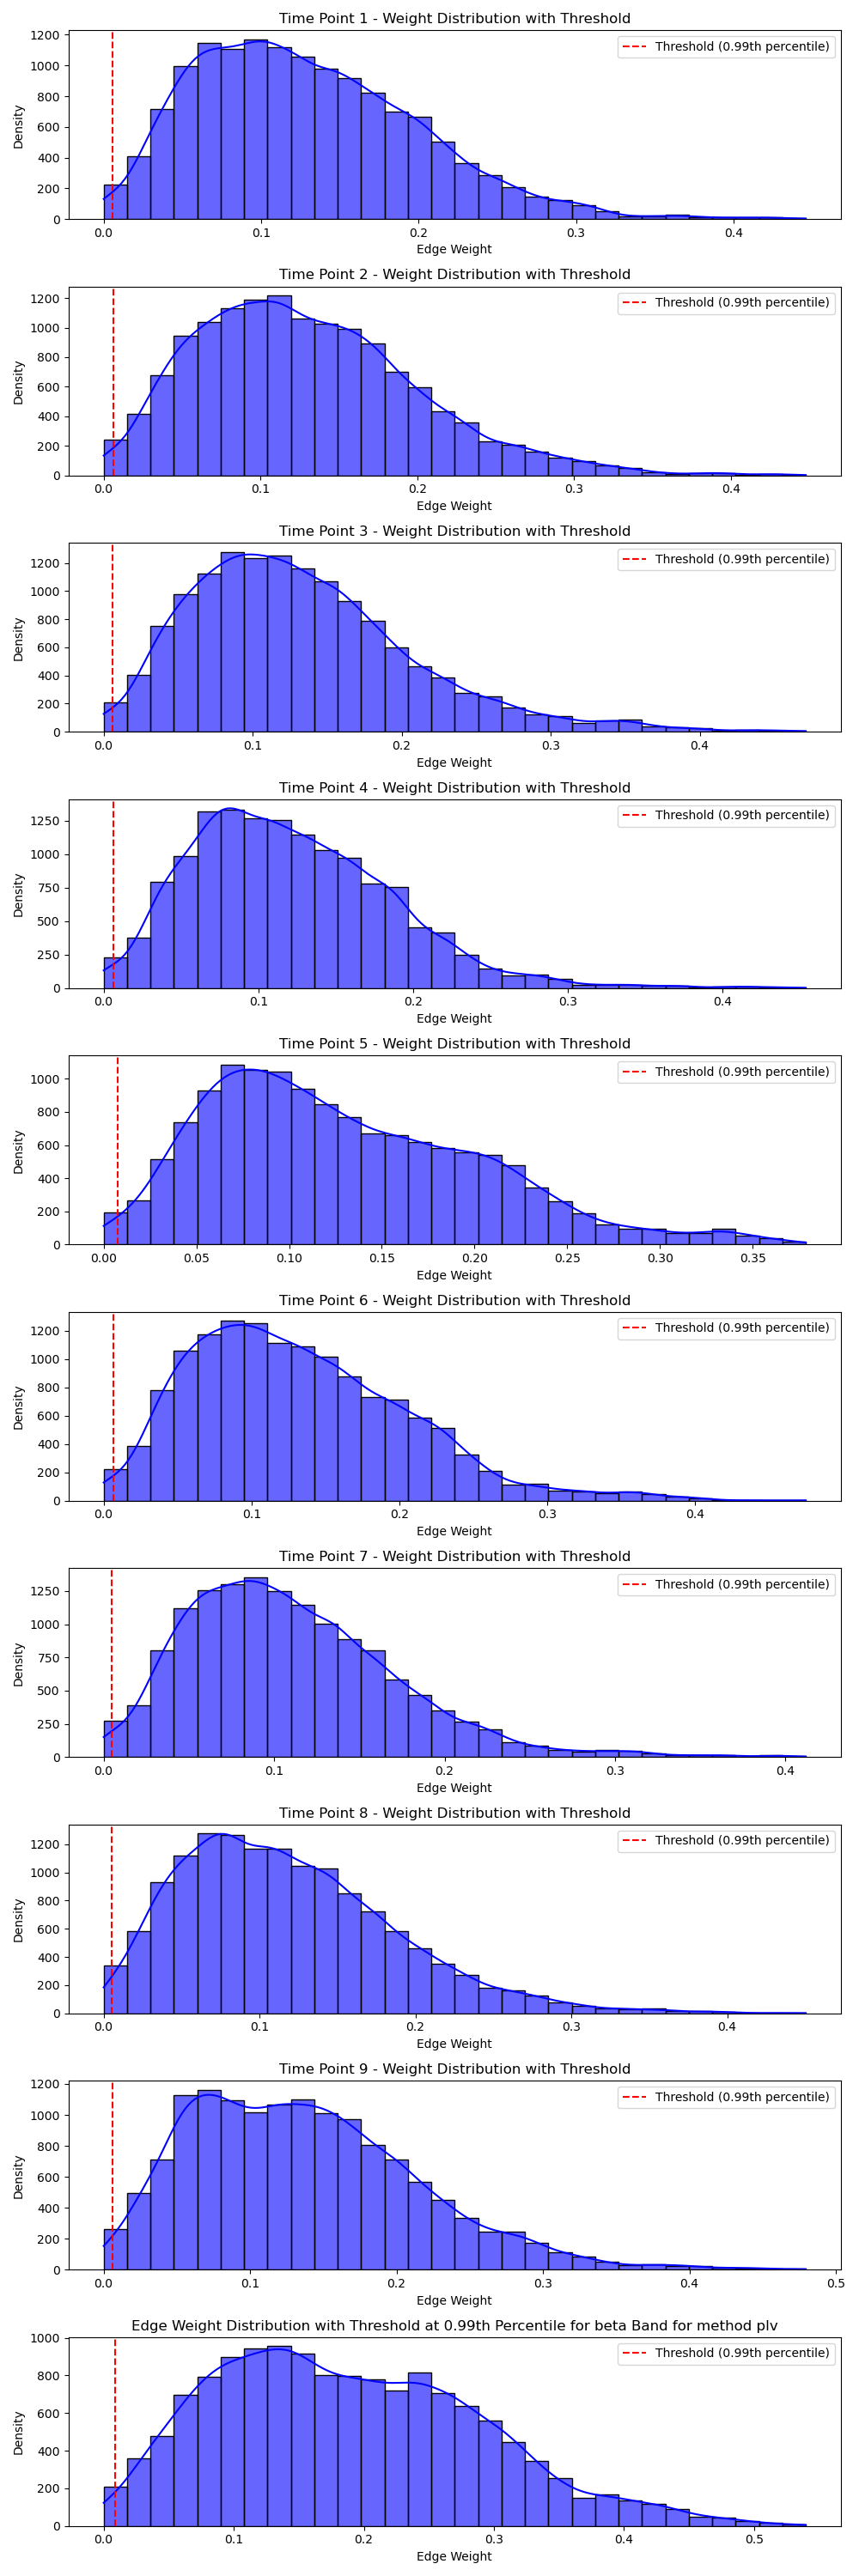 Time Point 1 - Weight Distribution with Threshold
1200
1000
800
600
400
200
0
Density
Threshold (0.99th percentile)
0.0 0.1 0.2 0.3 0.4
Edge Weight
Time Point 2 - Weight Distribution with Threshold
1200
1000
800
600
400
200
0
Density
Threshold (0.99th percentile)
0.0 0.1 0.2 0.3 0.4
Edge Weight
Time Point 3 - Weight Distribution with Threshold
1200
1000
800
600
400
200
0
Density
Threshold (0.99th percentile)
0.0 0.1 0.2 0.3 0.4
Edge Weight
Time Point 4 - Weight Distribution with Threshold
1250
1000
750
500
250
0
Density
Threshold (0.99th percentile)
0.0 0.1 0.2 0.3 0.4
Edge Weight
Time Point 5 - Weight Distribution with Threshold
1000
800
600
400
200
0
Density
Threshold (0.99th percentile)
0.00 0.05 0.10 0.15 0.20 0.25 0.30 0.35
Edge Weight
Time Point 6 - Weight Distribution with Threshold
1200
1000
800
600
400
200
0
Density
Threshold (0.99th percentile)
0.0 0.1 0.2 0.3 0.4
Edge Weight
Time Point 7 - Weight Distribution with Threshold
1250
1000
750
500
250
0
Density
Threshold (0.99th percentile)
0.0 0.1 0.2 0.3 0.4
Edge Weight
Time Point 8 - Weight Distribution with Threshold
1200
1000
800
600
400
200
0
Density
Threshold (0.99th percentile)
0.0 0.1 0.2 0.3 0.4
Edge Weight
Time Point 9 - Weight Distribution with Threshold
1200
1000
800
600
400
200
0
Density
Threshold (0.99th percentile)
0.0 0.1 0.2 0.3 0.4 0.5
Edge Weight
Edge Weight Distribution with Threshold at 0.99th Percentile for beta Band for method plv
1000
800
600
400
200
0
Density
Threshold (0.99th percentile)
0.0 0.1 0.2 0.3 0.4 0.5
Edge Weight